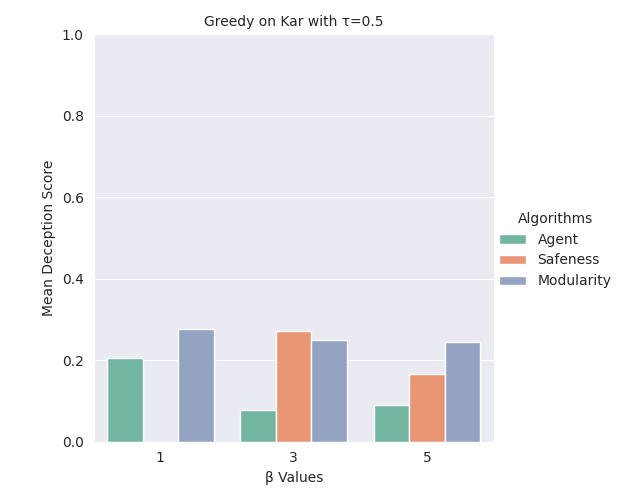 Greedy on Kar with τ=0.5
Mean Deception Score
1.0
0.8
0.6
0.4
0.2
0.0
1
3
5
β Values
Algorithms
Agent
Safeness
Modularity